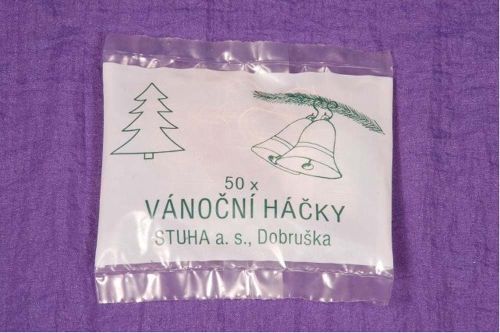 50 x
VÁNOČNÍ HÁČKY
STUHA a. s., Dobruška